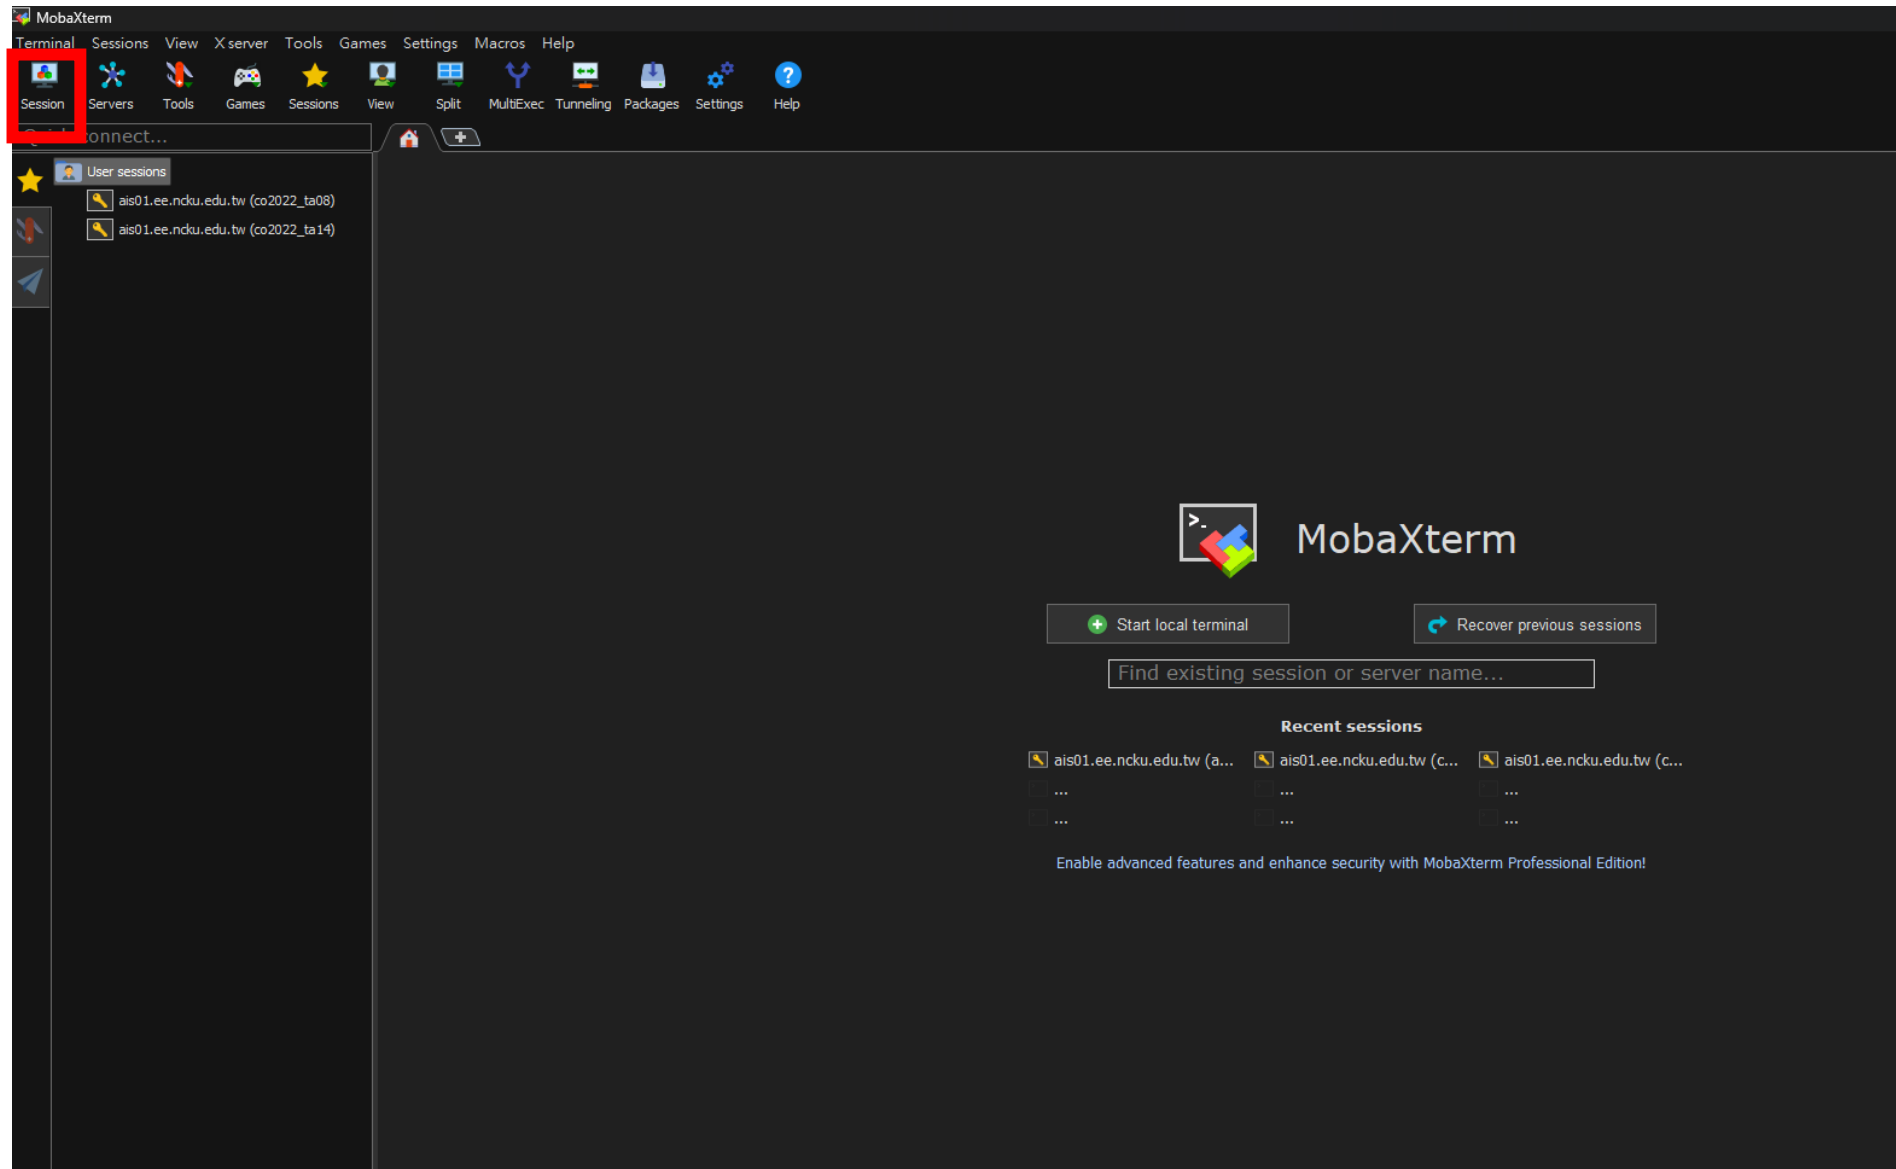 MobaXterm
Terminal Sessions View X server Tools Games Settings Macros Help
Session Servers Tools Games Sessions View Split MultiExec Tunneling Packages Settings Help
connect...
User sessions
ais01.ee.ncku.edu.tw (co2022_ta08)
ais01.ee.ncku.edu.tw (co2022_ta14)
>_
MobaXterm
Start local terminal Recover previous sessions
Find existing session or server name...
Recent sessions
ais01.ee.ncku.edu.tw (a... ais01.ee.ncku.edu.tw (c... ais01.ee.ncku.edu.tw (c...
... ... ...
... ... ...
Enable advanced features and enhance security with MobaXterm Professional Edition!